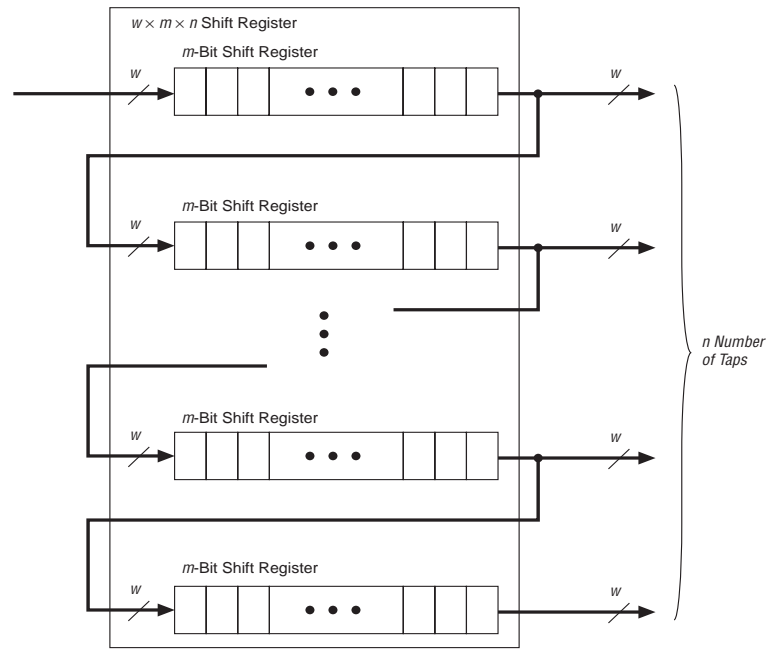 w × m × n Shift Register
m-Bit Shift Register
w
w
m-Bit Shift Register
w
w
n Number
of Taps
m-Bit Shift Register
w
w
m-Bit Shift Register
w
w